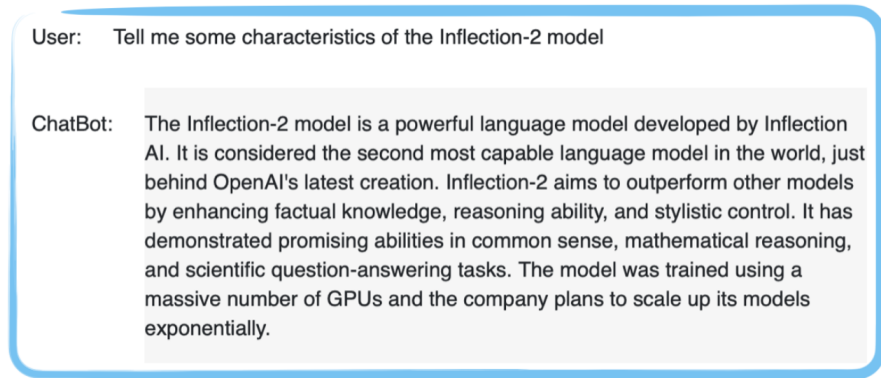 User: Tell me some characteristics of the Inflection-2 model
ChatBot: The Inflection-2 model is a powerful language model developed by Inflection
AI. It is considered the second most capable language model in the world, just
behind OpenAI's latest creation. Inflection-2 aims to outperform other models
by enhancing factual knowledge, reasoning ability, and stylistic control. It has
demonstrated promising abilities in common sense, mathematical reasoning,
and scientific question-answering tasks. The model was trained using a
massive number of GPUs and the company plans to scale up its models
exponentially.